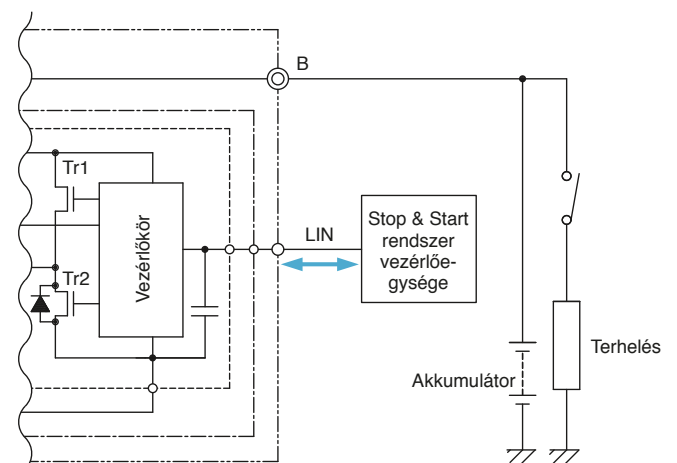 B
Tr1
Vezérlőkör
Tr2
LIN
Stop & Start
rendszer
vezérlőe-
gysége
Terhelés
Akkumulátor